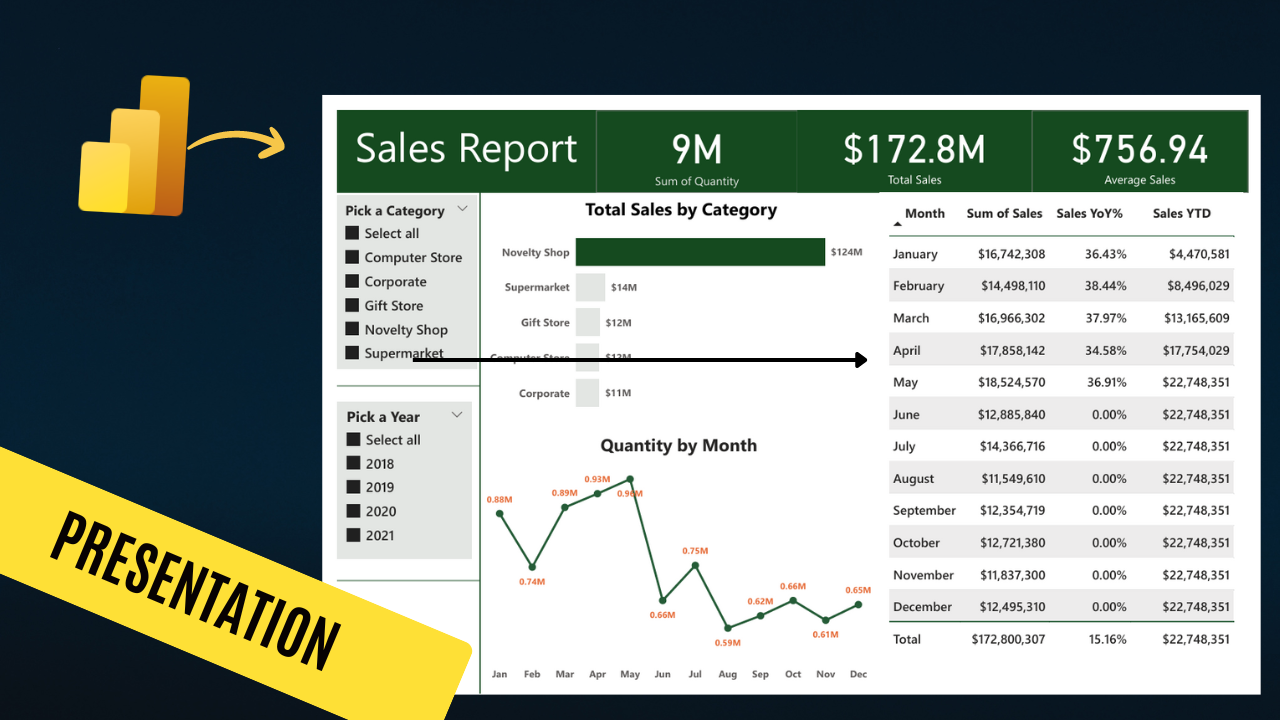 Sales Report
9M
Sum of Quantity
$172.8M
Total Sales
$756.94
Average Sales
Pick a Category
Select all
Computer Store
Corporate
Gift Store
Novelty Shop
Supermarket
Pick a Year
Select all
2018
2019
2020
2021
Total Sales by Category
Novelty Shop $124M
Supermarket $14M
Gift Store $12M
Computer Store $12M
Corporate $11M
Quantity by Month
0.88M
0.74M
0.89M
0.93M
0.96M
0.66M
0.75M
0.59M
0.62M
0.66M
0.61M
0.65M
Jan Feb Mar Apr May Jun Jul Aug Sep Oct Nov Dec
Month Sum of Sales Sales YoY% Sales YTD
January $16,742,308 36.43% $4,470,581
February $14,498,110 38.44% $8,496,029
March $16,966,302 37.97% $13,165,609
April $17,858,142 34.58% $17,754,029
May $18,524,570 36.91% $22,748,351
June $12,885,840 0.00% $22,748,351
July $14,366,716 0.00% $22,748,351
August $11,549,610 0.00% $22,748,351
September $12,354,719 0.00% $22,748,351
October $12,721,380 0.00% $22,748,351
November $11,837,300 0.00% $22,748,351
December $12,495,310 0.00% $22,748,351
Total $172,800,307 15.16% $22,748,351
PRESENTATION